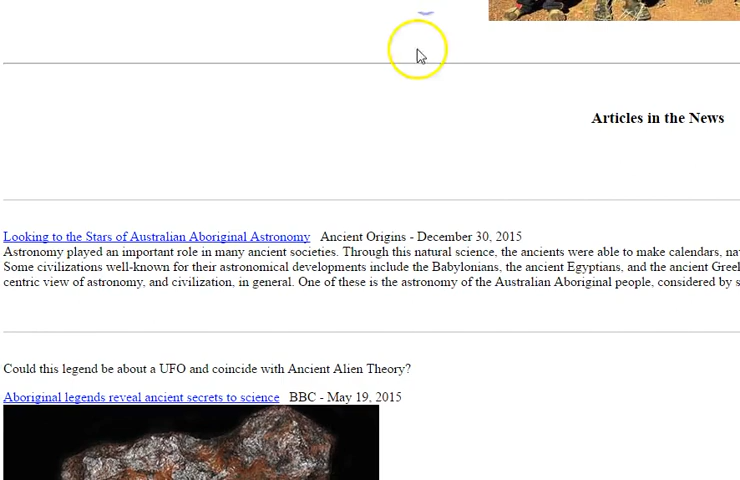 Articles in the News
Looking to the Stars of Australian Aboriginal Astronomy Ancient Origins - December 30, 2015
Astronomy played an important role in many ancient societies. Through this natural science, the ancients were able to make calendars,
Some civilizations well-known for their astronomical developments include the Babylonians, the ancient Egyptians, and the ancient
centric view of astronomy, and civilization, in general. One of these is the astronomy of the Australian Aboriginal people, considered by
Could this legend be about a UFO and coincide with Ancient Alien Theory?
Aboriginal legends reveal ancient secrets to science BBC - May 19, 2015